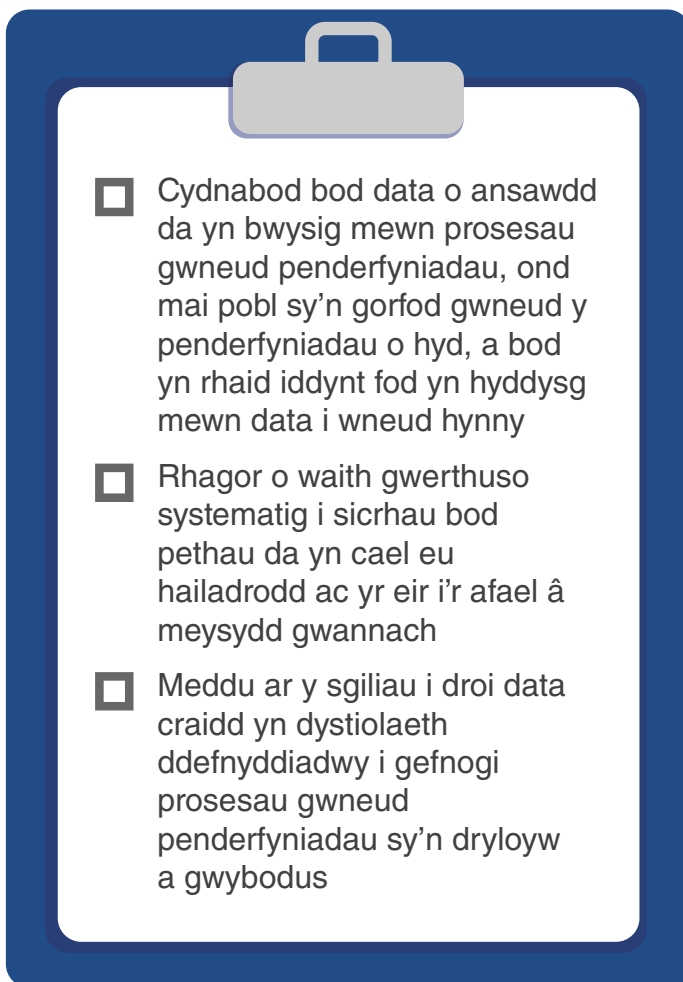 Cydnabod bod data o ansawdd
da yn bwysig mewn prosesau
gwneud penderfyniadau, ond
mai pobl sy’n gorfod gwneud y
penderfyniadau o hyd, a bod
yn rhaid iddynt fod yn hyddysg
mewn data i wneud hynny
Rhagor o waith gwerthuso
systematig i sicrhau bod
pethau da yn cael eu
hailadrodd ac yr eir i’r afael â
meysydd gwannach
Meddu ar y sgiliau i droi data
craidd yn dystiolaeth
ddefnyddiadwy i gefnogi
prosesau gwneud
penderfyniadau sy’n dryloyw
a gwybodus